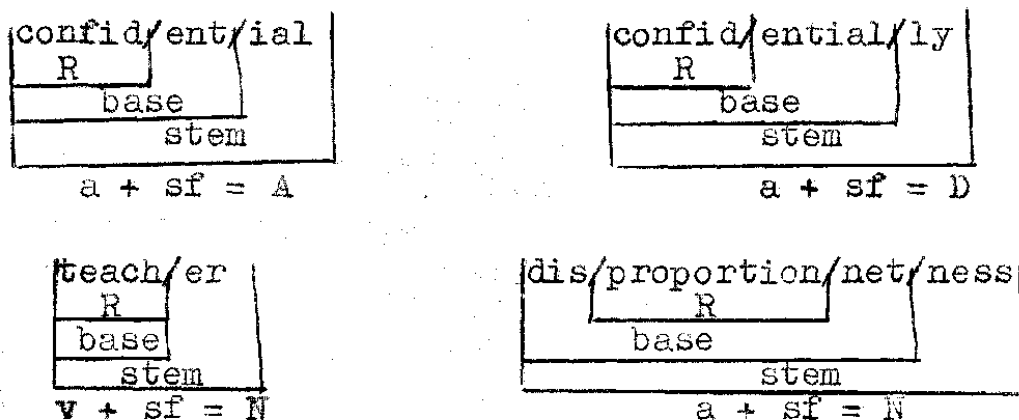 confid/ent/ial
R
base
stem
a + sf = A
confid/ential/ly
R
base
stem
a + sf = D
teach/er
R
base
stem
v + sf = N
dis/proportion/net/ness
R
base
stem
a + sf = N